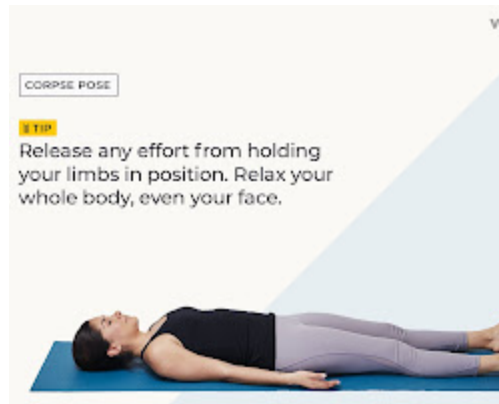 CORPSE POSE
TIP
Release any effort from holding
your limbs in position. Relax your
whole body, even your face.